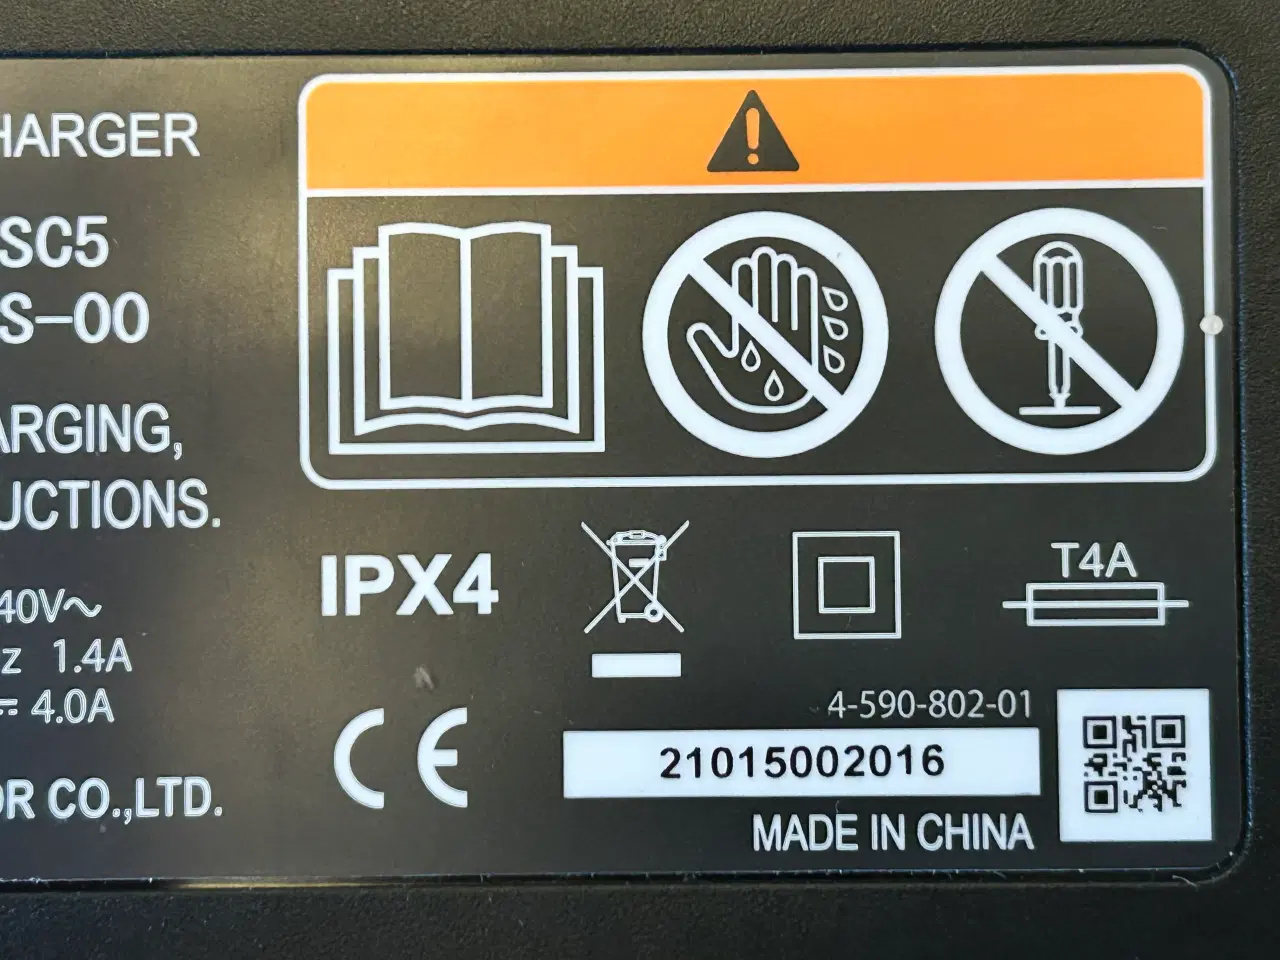 HARGER
SC5
S-00
ARGING,
UCTIONS.
40V~
z 1.4A
⎓ 4.0A
OR CO.,LTD.
IPX4
T4A
CE
4-590-802-01
21015002016
MADE IN CHINA